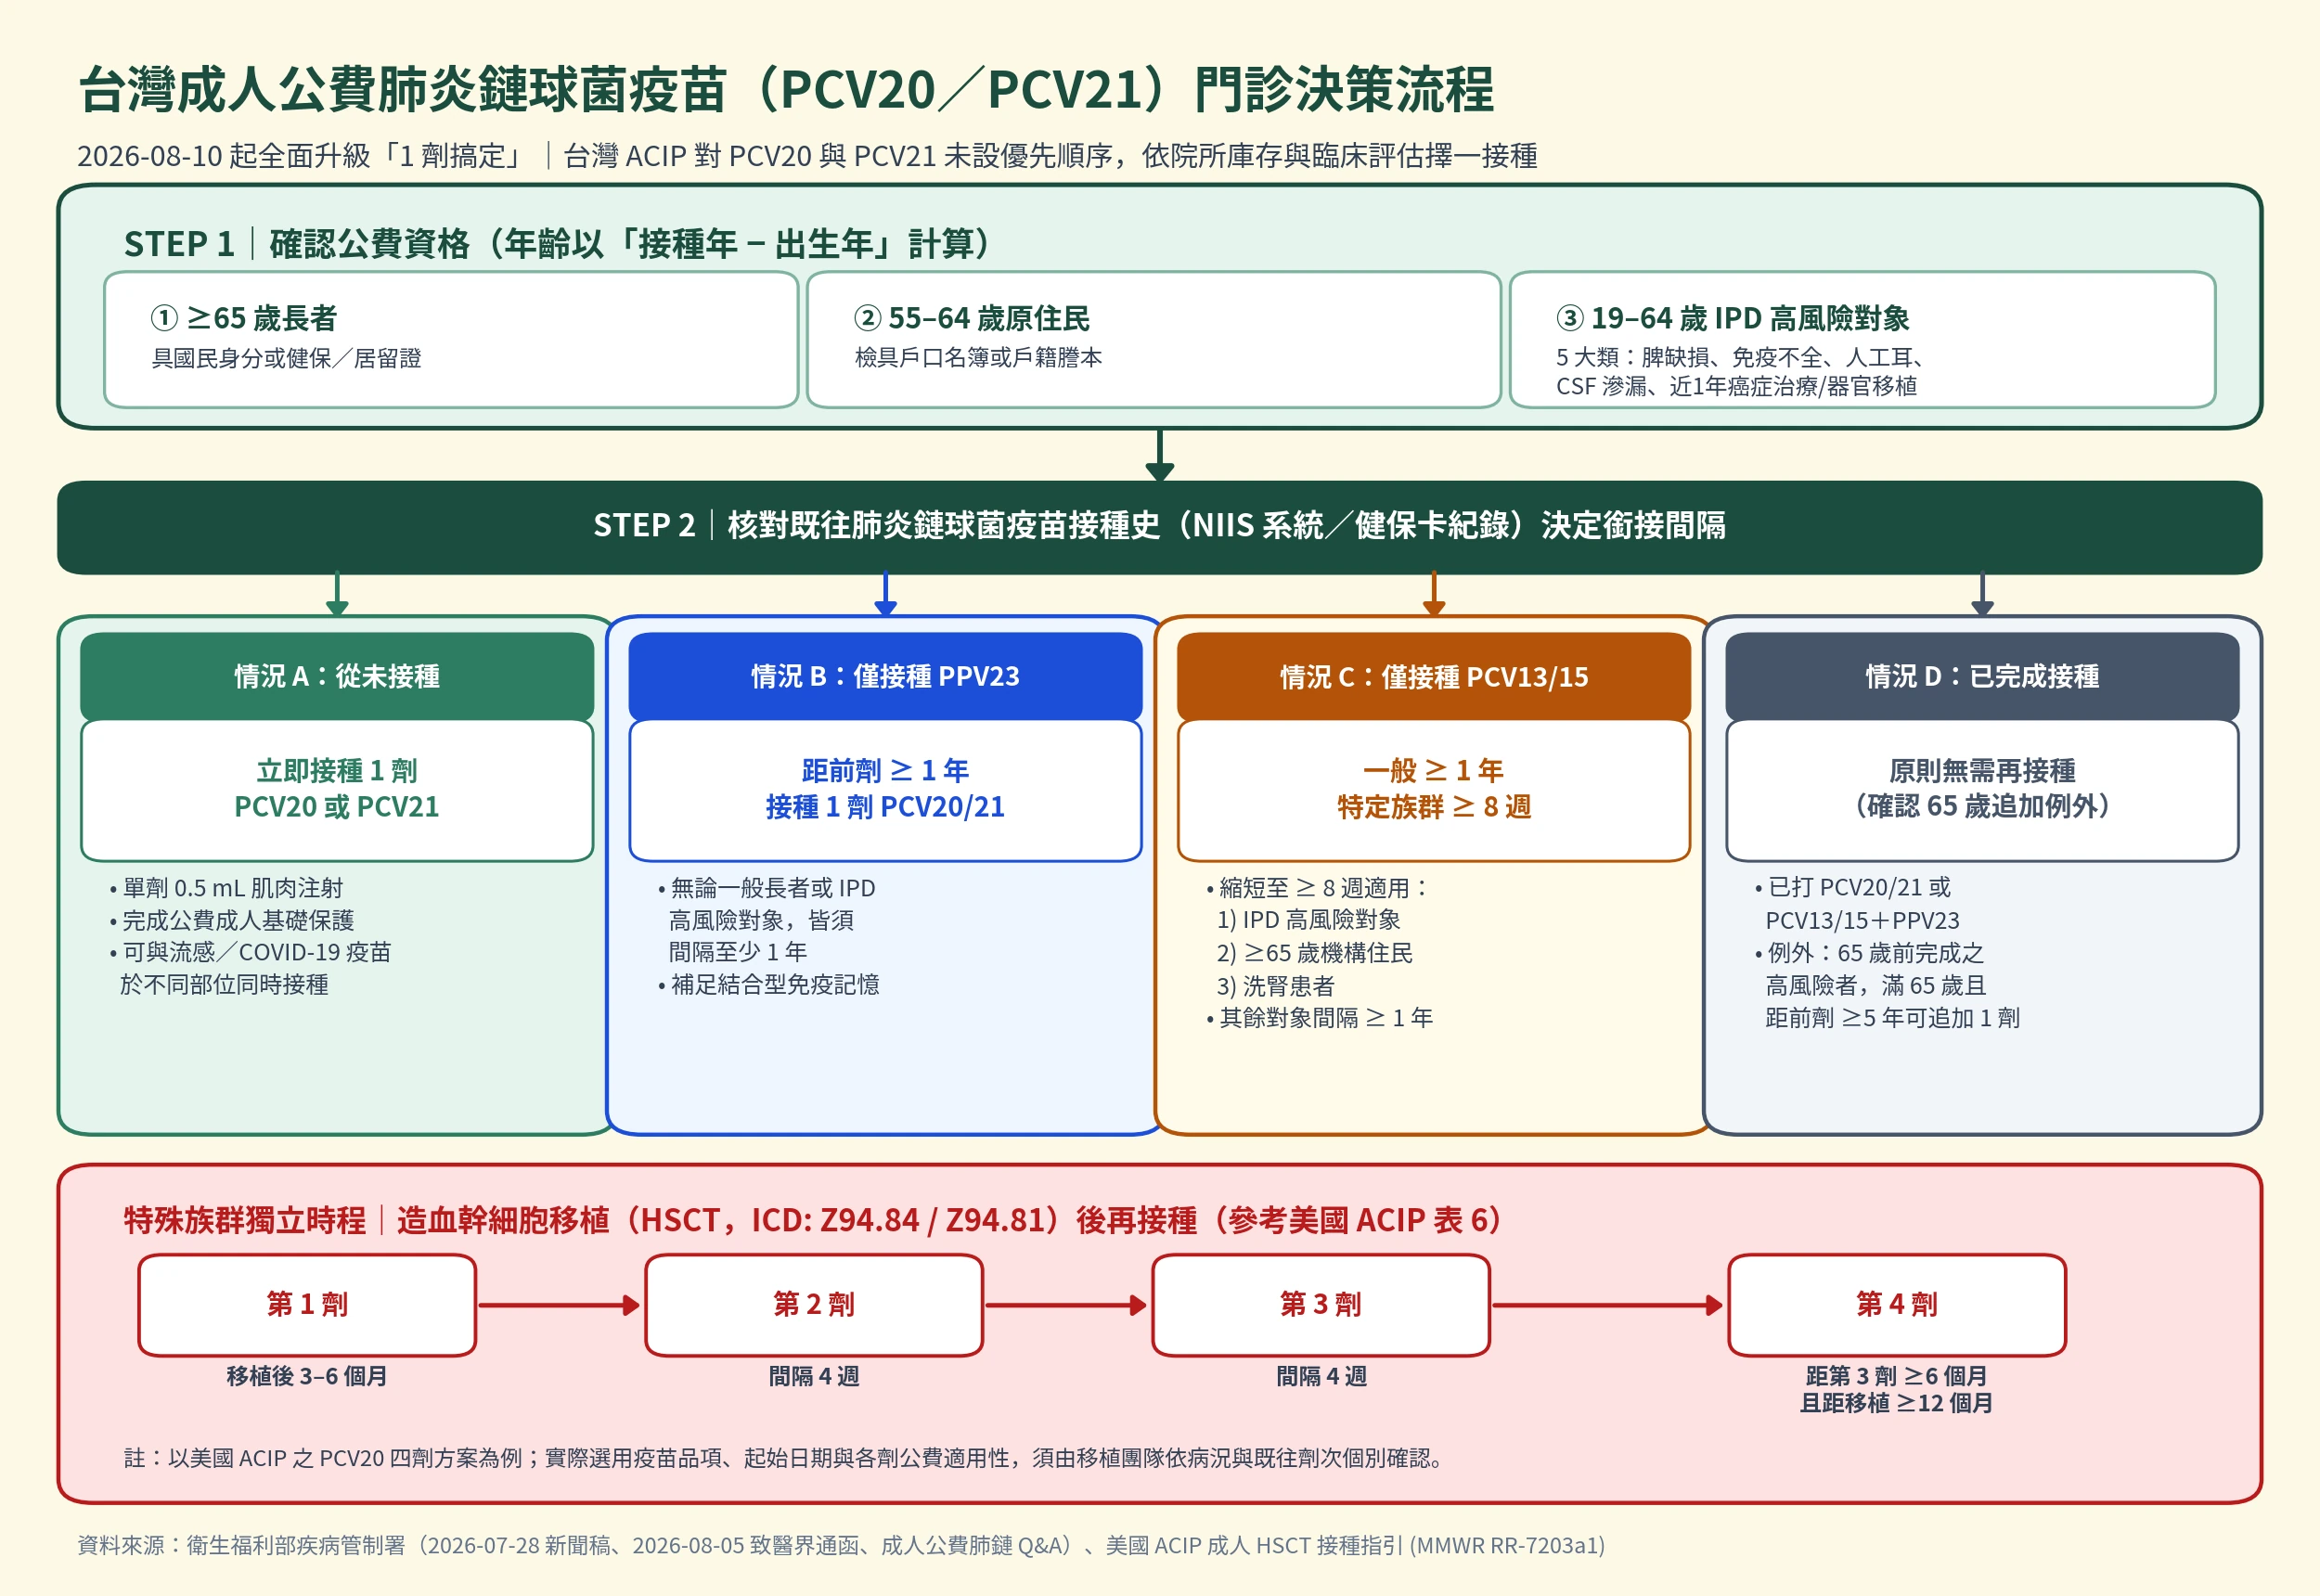 台灣成人公費肺炎鏈球菌疫苗（PCV20／PCV21）門診決策流程
2026-08-10 起全面升級「1 劑搞定」｜台灣 ACIP 對 PCV20 與 PCV21 未設優先順序，依院所庫存與臨床評估擇一接種
STEP 1｜確認公費資格（年齡以「接種年 − 出生年」計算）
① ≥65 歲長者
具國民身分或健保／居留證
② 55–64 歲原住民
檢具戶口名簿或戶籍謄本
③ 19–64 歲 IPD 高風險對象
5 大類：脾缺損、免疫不全、人工耳、
CSF 滲漏、近1年癌症治療/器官移植
STEP 2｜核對既往肺炎鏈球菌疫苗接種史（NIIS 系統／健保卡紀錄）決定銜接間隔
情況 A：從未接種
立即接種 1 劑
PCV20 或 PCV21
• 單劑 0.5 mL 肌肉注射
• 完成公費成人基礎保護
• 可與流感／COVID-19 疫苗
於不同部位同時接種
情況 B：僅接種 PPV23
距前劑 ≥ 1 年
接種 1 劑 PCV20/21
• 無論一般長者或 IPD
高風險對象，皆須
間隔至少 1 年
• 補足結合型免疫記憶
情況 C：僅接種 PCV13/15
一般 ≥ 1 年
特定族群 ≥ 8 週
• 縮短至 ≥ 8 週適用：
1) IPD 高風險對象
2) ≥65 歲機構住民
3) 洗腎患者
• 其餘對象間隔 ≥ 1 年
情況 D：已完成接種
原則無需再接種
（確認 65 歲追加例外）
• 已打 PCV20/21 或
PCV13/15＋PPV23
• 例外：65 歲前完成之
高風險者，滿 65 歲且
距前劑 ≥5 年可追加 1 劑
特殊族群獨立時程｜造血幹細胞移植（HSCT，ICD: Z94.84 / Z94.81）後再接種（參考美國 ACIP 表 6）
第 1 劑
移植後 3–6 個月
第 2 劑
間隔 4 週
第 3 劑
間隔 4 週
第 4 劑
距第 3 劑 ≥6 個月
且距移植 ≥12 個月
註：以美國 ACIP 之 PCV20 四劑方案為例；實際選用疫苗品項、起始日期與各劑公費適用性，須由移植團隊依病況與既往劑次個別確認。
資料來源：衛生福利部疾病管制署（2026-07-28 新聞稿、2026-08-05 致醫界通函、成人公費肺鏈 Q&A）、美國 ACIP 成人 HSCT 接種指引 (MMWR RR-7203a1)